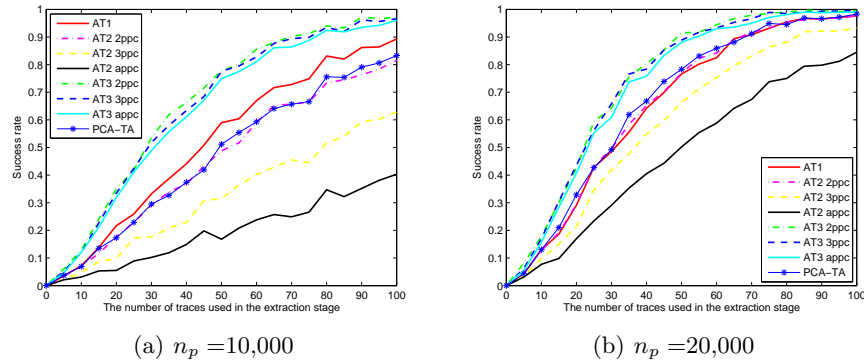 1
0.9
0.8
0.7
0.6
0.5
0.4
0.3
0.2
0.1
0
Success rate
0 10 20 30 40 50 60 70 80 90 100
The number of traces used in the extraction stage
AT1
AT2 2ppc
AT2 3ppc
AT2 appc
AT3 2ppc
AT3 3ppc
AT3 appc
PCA−TA
(a) n_p =10,000
1
0.9
0.8
0.7
0.6
0.5
0.4
0.3
0.2
0.1
0
Success rate
0 10 20 30 40 50 60 70 80 90 100
The number of traces used in the extraction stage
AT1
AT2 2ppc
AT2 3ppc
AT2 appc
AT3 2ppc
AT3 3ppc
AT3 appc
PCA−TA
(b) n_p =20,000